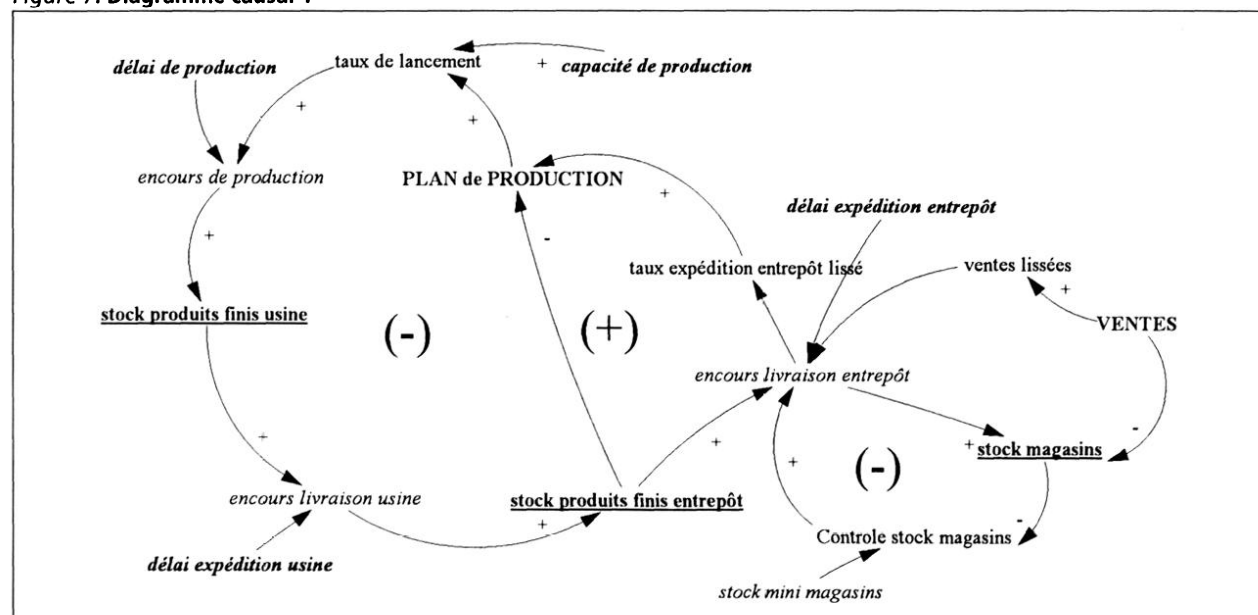 Figure 7. Diagramme causal 1
délai de production
taux de lancement
+
capacité de production
+
+
encours de production
PLAN de PRODUCTION
+
+
-
délai expédition entrepôt
taux expédition entrepôt lissé
ventes lissées
+
VENTES
stock produits finis usine
(-)
(+)
encours livraison entrepôt
+
+
-
+
stock magasins
(-)
+
encours livraison usine
stock produits finis entrepôt
+
-
Controle stock magasins
délai expédition usine
stock mini magasins